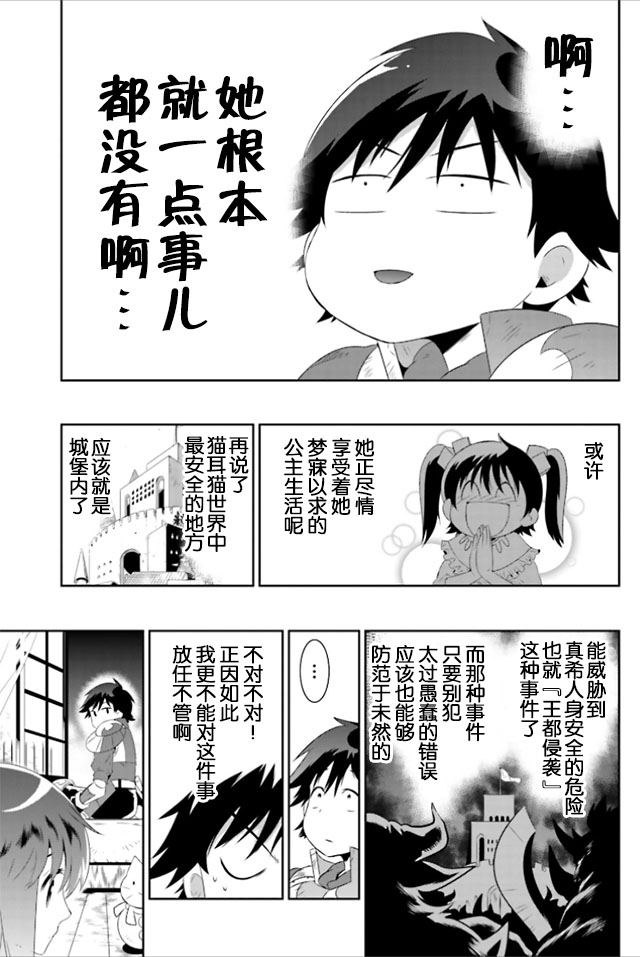 啊…
她根本
就一点事儿
都没有啊…
或许
她正尽情
享受着她
梦寐以求的
公主生活呢
再说了
猫耳猫世界中
最安全的地方
应该就是
城堡内了
能威胁到
真希人身安全的危险
也就『王都侵袭』
这种事件了
而那种事件
只要别犯
太过愚蠢的错误
应该也能够
防范于未然的
…
不对不对！
正因如此
我更不能对这件事
放任不管啊